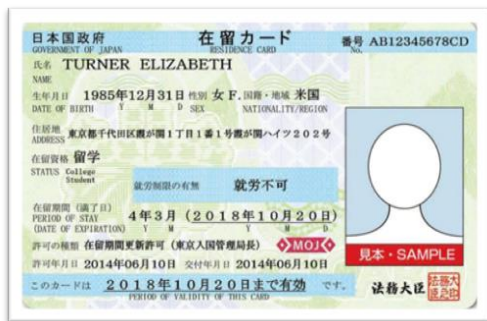 日本国政府 在留カード 番号 AB12345678CD
GOVERNMENT OF JAPAN RESIDENCE CARD No.
氏名 TURNER ELIZABETH
NAME
生年月日 1985年12月31日 性別 女 F. 国籍・地域 米国
DATE OF BIRTH Y M D SEX NATIONALITY/REGION
住居地 東京都千代田区霞が関1丁目1番1号霞が関ハイツ202号
ADDRESS
在留資格 留学
STATUS College
Student
就労制限の有無 就労不可
在留期間(満了日) 4年3月(2018年10月20日)
PERIOD OF STAY
(DATE OF EXPIRATION) Y M Y M D
許可の種類 在留期間更新許可(東京入国管理局長) MOJ
見本・SAMPLE
許可年月日 2014年06月10日 交付年月日 2014年06月10日
このカードは 2018年10月20日まで有効 です。 法務大臣
PERIOD OF VALIDITY OF THIS CARD